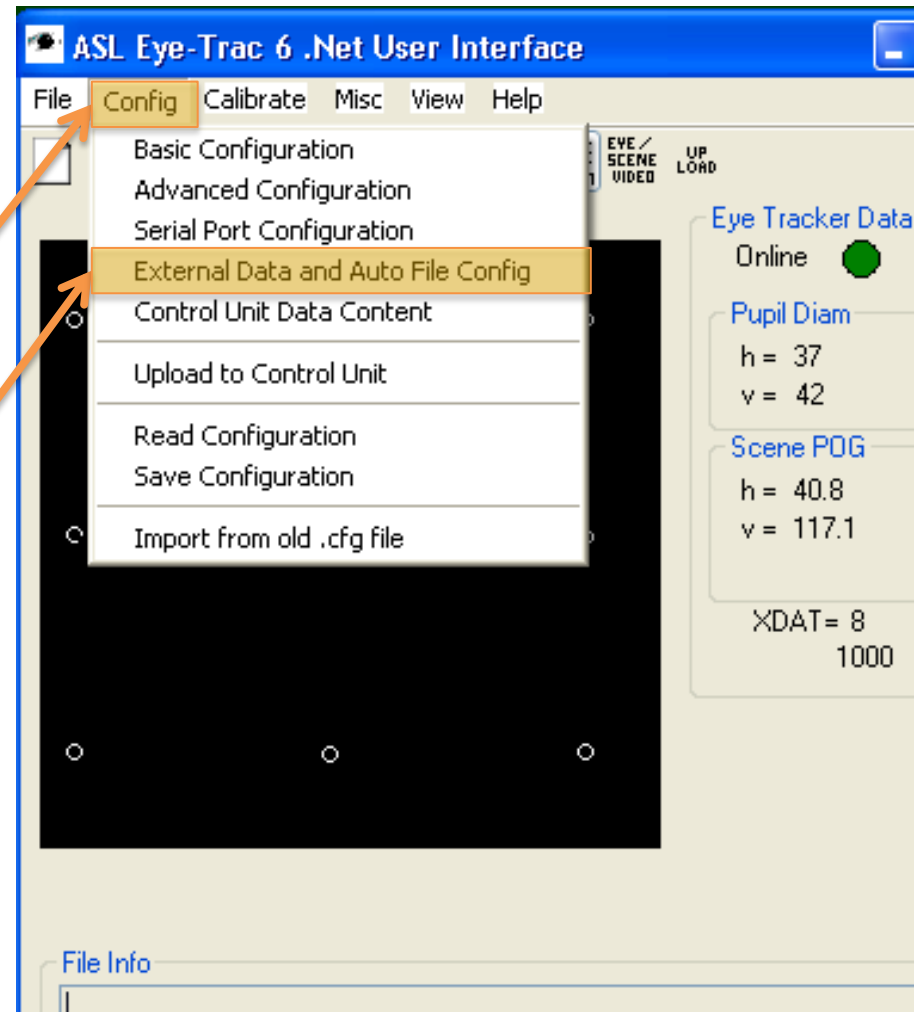 ASL Eye-Trac 6 .Net User Interface
File Config Calibrate Misc View Help
Basic Configuration
Advanced Configuration
Serial Port Configuration
External Data and Auto File Config
Control Unit Data Content
Upload to Control Unit
Read Configuration
Save Configuration
Import from old .cfg file
EYE/
SCENE
VIDEO
UP
LOAD
Eye Tracker Data
Online
Pupil Diam
h = 37
v = 42
Scene POG
h = 40.8
v = 117.1
XDAT= 8
1000
File Info